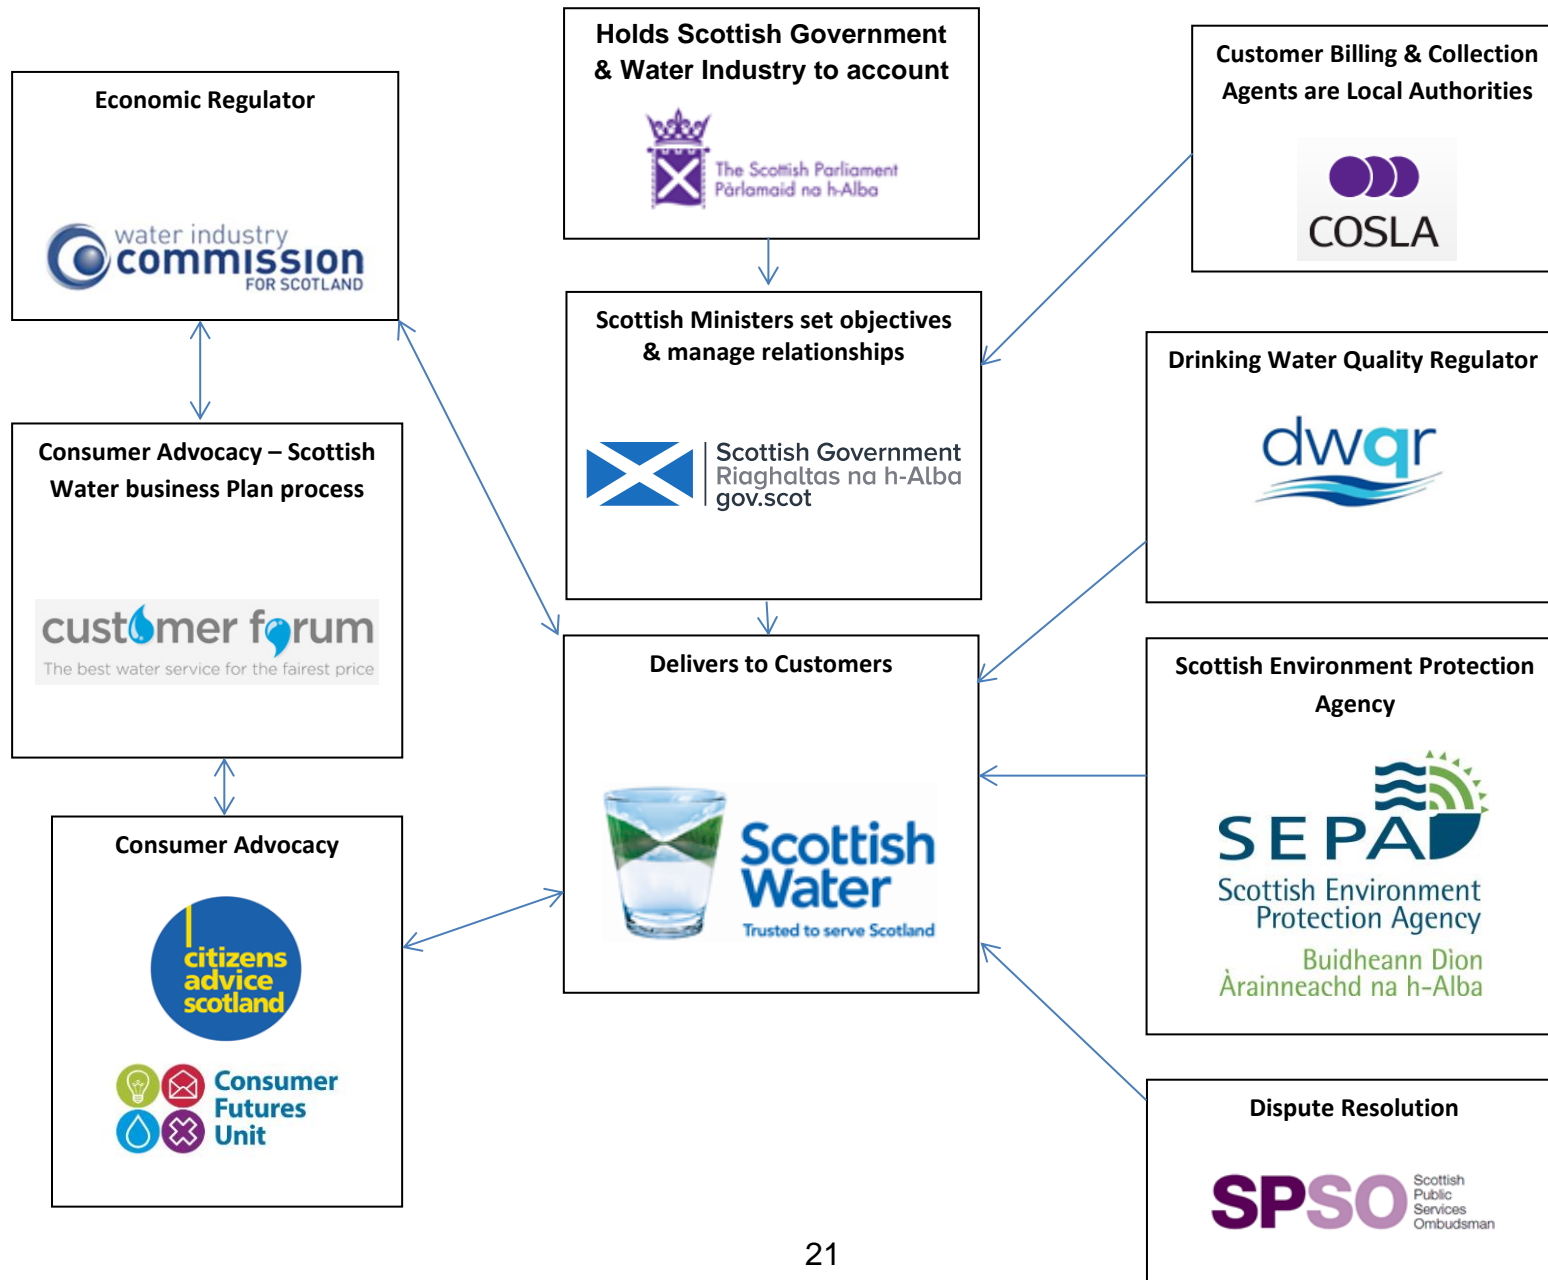 Holds Scottish Government
& Water Industry to account
The Scottish Parliament
Pàrlamaid na h-Alba
Economic Regulator
water industry
commission
FOR SCOTLAND
Customer Billing & Collection
Agents are Local Authorities
COSLA
Scottish Ministers set objectives
& manage relationships
Scottish Government
Riaghaltas na h-Alba
gov.scot
Drinking Water Quality Regulator
dwqr
Consumer Advocacy – Scottish
Water business Plan process
customer forum
The best water service for the fairest price
Delivers to Customers
Scottish
Water
Trusted to serve Scotland
Scottish Environment Protection
Agency
SEPA
Scottish Environment
Protection Agency
Buidheann Dìon
Àrainneachd na h-Alba
Consumer Advocacy
citizens
advice
scotland
Consumer
Futures
Unit
Dispute Resolution
SPSO
Scottish
Public
Services
Ombudsman
21